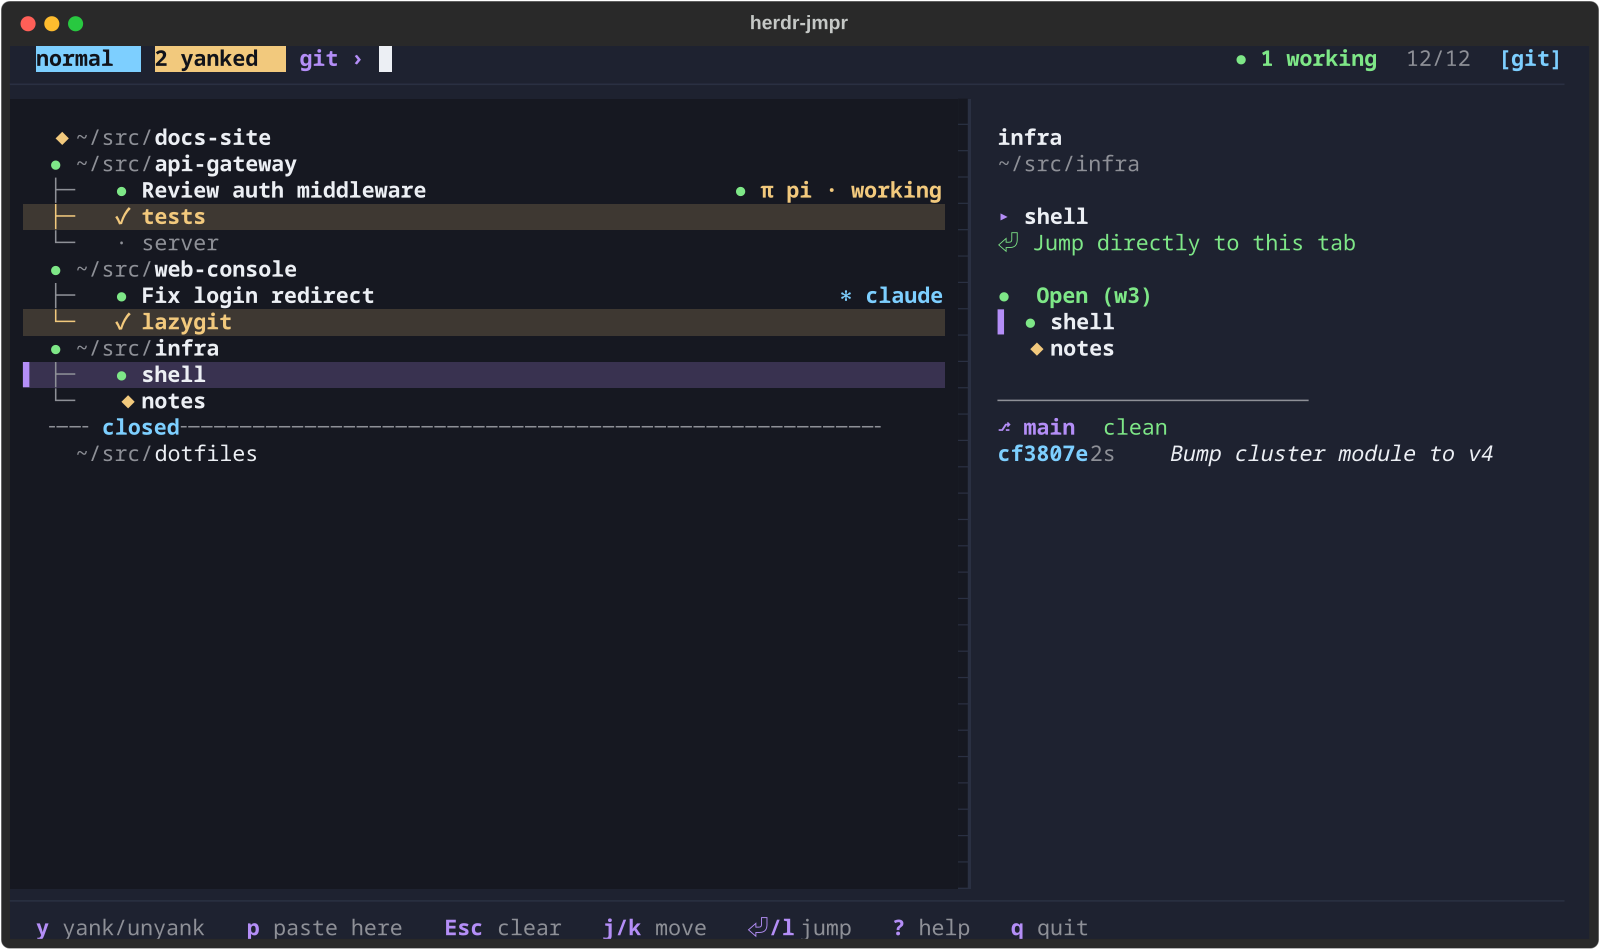 herdr-jmpr
normal 2 yanked git › ● 1 working 12/12 [git]
◆ ~/src/docs-site
● ~/src/api-gateway
├─ ● Review auth middleware ● π pi · working
├─ ✓ tests
└─ · server
● ~/src/web-console
├─ ● Fix login redirect * claude
└─ ✓ lazygit
● ~/src/infra
├─ ● shell
└─ ◆ notes
---- closed
~/src/dotfiles
infra
~/src/infra
▸ shell
⏎ Jump directly to this tab
● Open (w3)
● shell
◆ notes
⎇ main clean
cf3807e 2s Bump cluster module to v4
y yank/unyank p paste here Esc clear j/k move ⏎/l jump ? help q quit